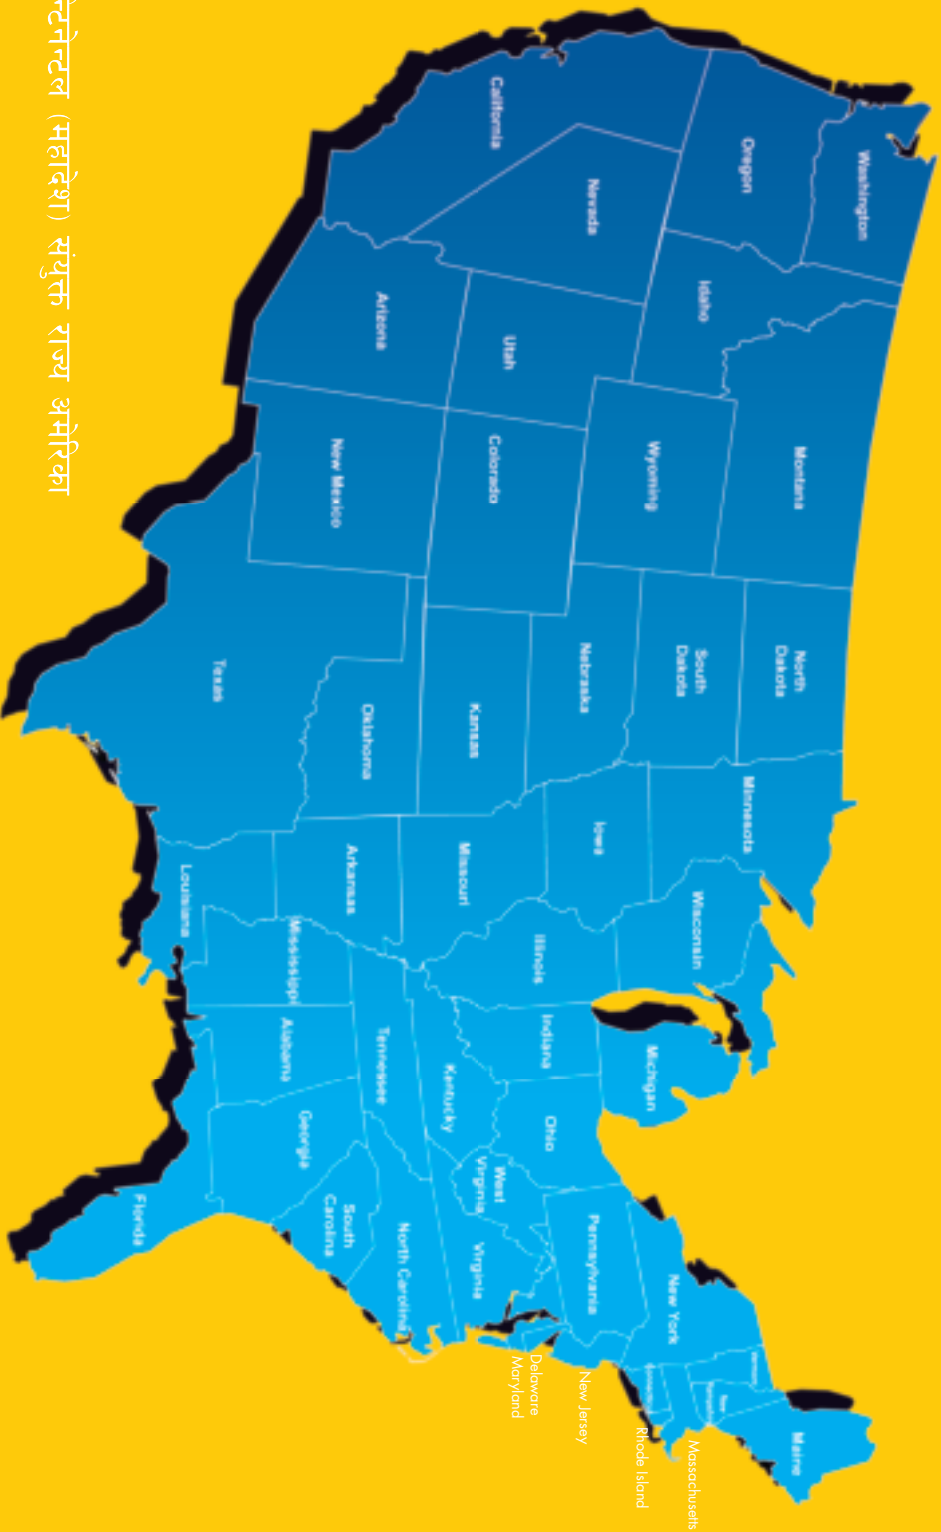 Washington
Oregon
California
Nevada
Idaho
Montana
Wyoming
Utah
Arizona
Colorado
New Mexico
North
Dakota
South
Dakota
Nebraska
Kansas
Oklahoma
Texas
Minnesota
Iowa
Missouri
Arkansas
Louisiana
Wisconsin
Illinois
Mississippi
Michigan
Indiana
Kentucky
Tennessee
Alabama
Ohio
West
Virginia
Virginia
Georgia
South
Carolina
North Carolina
Florida
Pennsylvania
New York
Maine
Massachusetts
Rhode Island
New Jersey
Delaware
Maryland
(महादेश) संयुक्त राज्य अमेरिका